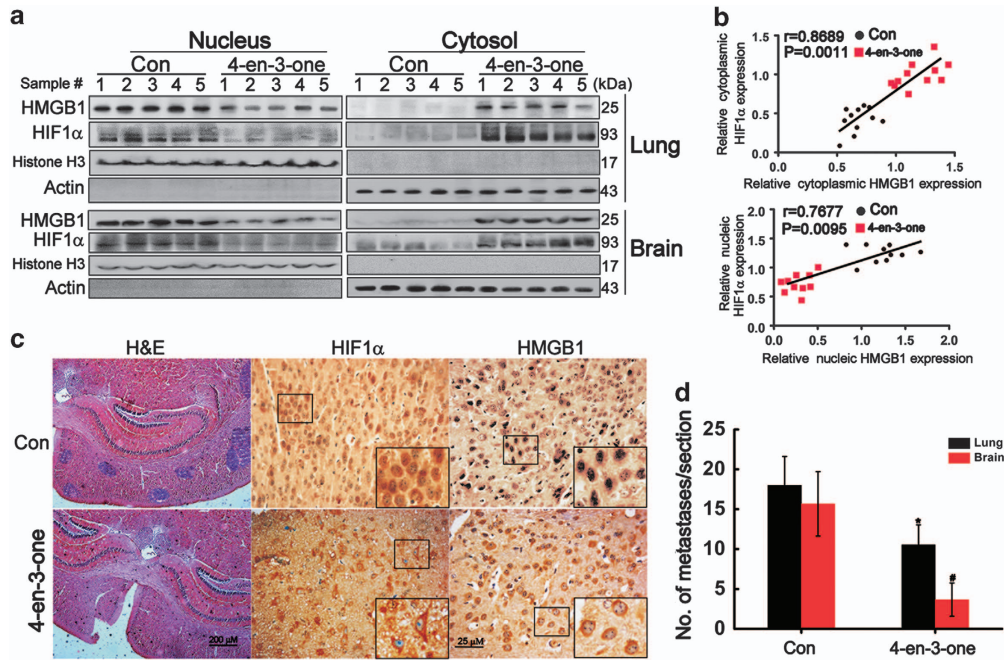 a
Nucleus Cytosol
Con 4-en-3-one Con 4-en-3-one
Sample # 1 2 3 4 5 1 2 3 4 5 1 2 3 4 5 1 2 3 4 5 (kDa)
HMGB1 25
HIF1α 93
Histone H3 17
Actin 43
Lung
HMGB1 25
HIF1α 93
Histone H3 17
Actin 43
Brain
b
r=0.8689
P=0.0011
Con
4-en-3-one
Relative cytoplasmic
HIF1α expression
1.5
1.0
0.5
0.0
0.0 0.5 1.0 1.5
Relative cytoplasmic HMGB1 expression
r=0.7677
P=0.0095
Con
4-en-3-one
Relative nucleic
HIF1α expression
2.0
1.5
1.0
0.5
0.0
0.0 0.5 1.0 1.5 2.0
Relative nucleic HMGB1 expression
c
H&E HIF1α HMGB1
Con
4-en-3-one
200 µM
25 µM
d
No. of metastases/section
25
20
15
10
5
0
Lung
Brain
*
#
Con 4-en-3-one